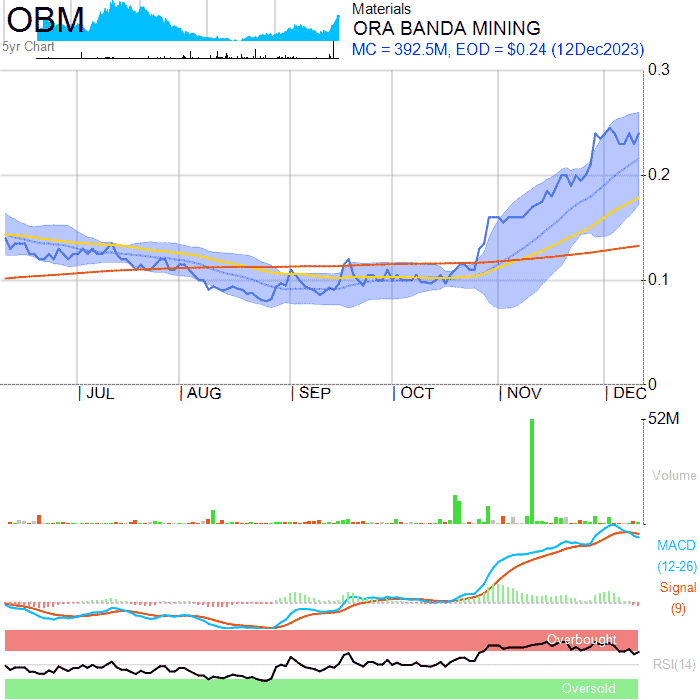 OBM
5yr Chart
Materials
ORA BANDA MINING
MC = 392.5M, EOD = $0.24 (12Dec2023)
0.3
0.2
0.1
0
JUL AUG SEP OCT NOV DEC
52M
Volume
MACD
(12-26)
Signal
(9)
Overbought
RSI(14)
Oversold